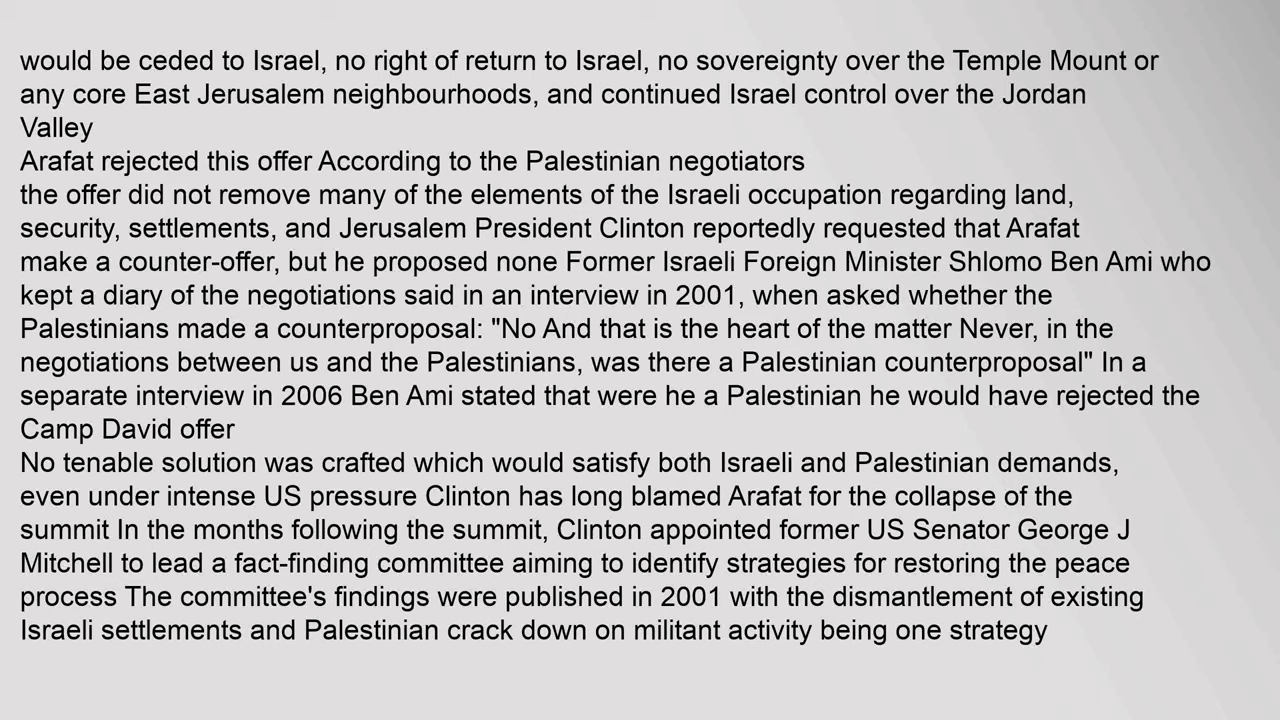 would be ceded to Israel, no right of return to Israel, no sovereignty over the Temple Mount or
any core East Jerusalem neighbourhoods, and continued Israel control over the Jordan
Valley
Arafat rejected this offer According to the Palestinian negotiators
the offer did not remove many of the elements of the Israeli occupation regarding land,
security, settlements, and Jerusalem President Clinton reportedly requested that Arafat
make a counter-offer, but he proposed none Former Israeli Foreign Minister Shlomo Ben Ami who
kept a diary of the negotiations said in an interview in 2001, when asked whether the
Palestinians made a counterproposal: "No And that is the heart of the matter Never, in the
negotiations between us and the Palestinians, was there a Palestinian counterproposal" In a
separate interview in 2006 Ben Ami stated that were he a Palestinian he would have rejected the
Camp David offer
No tenable solution was crafted which would satisfy both Israeli and Palestinian demands,
even under intense US pressure Clinton has long blamed Arafat for the collapse of the
summit In the months following the summit, Clinton appointed former US Senator George J
Mitchell to lead a fact-finding committee aiming to identify strategies for restoring the peace
process The committee's findings were published in 2001 with the dismantlement of existing
Israeli settlements and Palestinian crack down on militant activity being one strategy